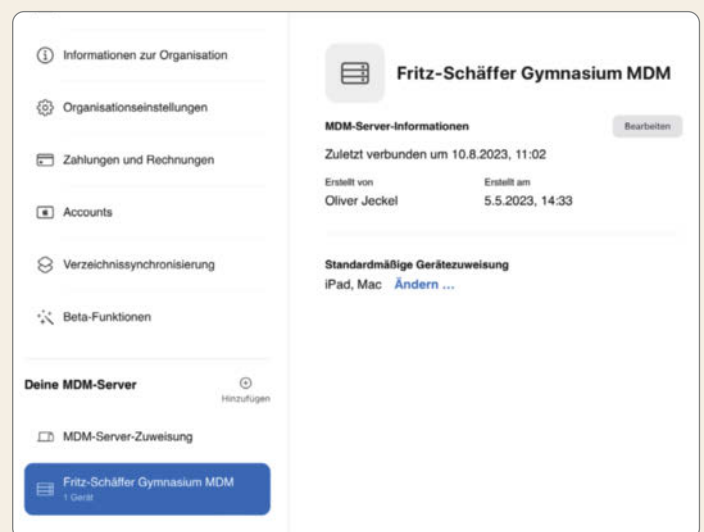 Informationen zur Organisation
Organisationseinstellungen
Zahlungen und Rechnungen
Accounts
Verzeichnissynchronisierung
Beta-Funktionen
Deine MDM-Server
Hinzufügen
MDM-Server-Zuweisung
Fritz-Schäffer Gymnasium MDM
1 Gerät
Fritz-Schäffer Gymnasium MDM
MDM-Server-Informationen
Bearbeiten
Zuletzt verbunden um 10.8.2023, 11:02
Erstellt von Erstellt am
Oliver Jeckel 5.5.2023, 14:33
Standardmäßige Gerätezuweisung
iPad, Mac Ändern ...